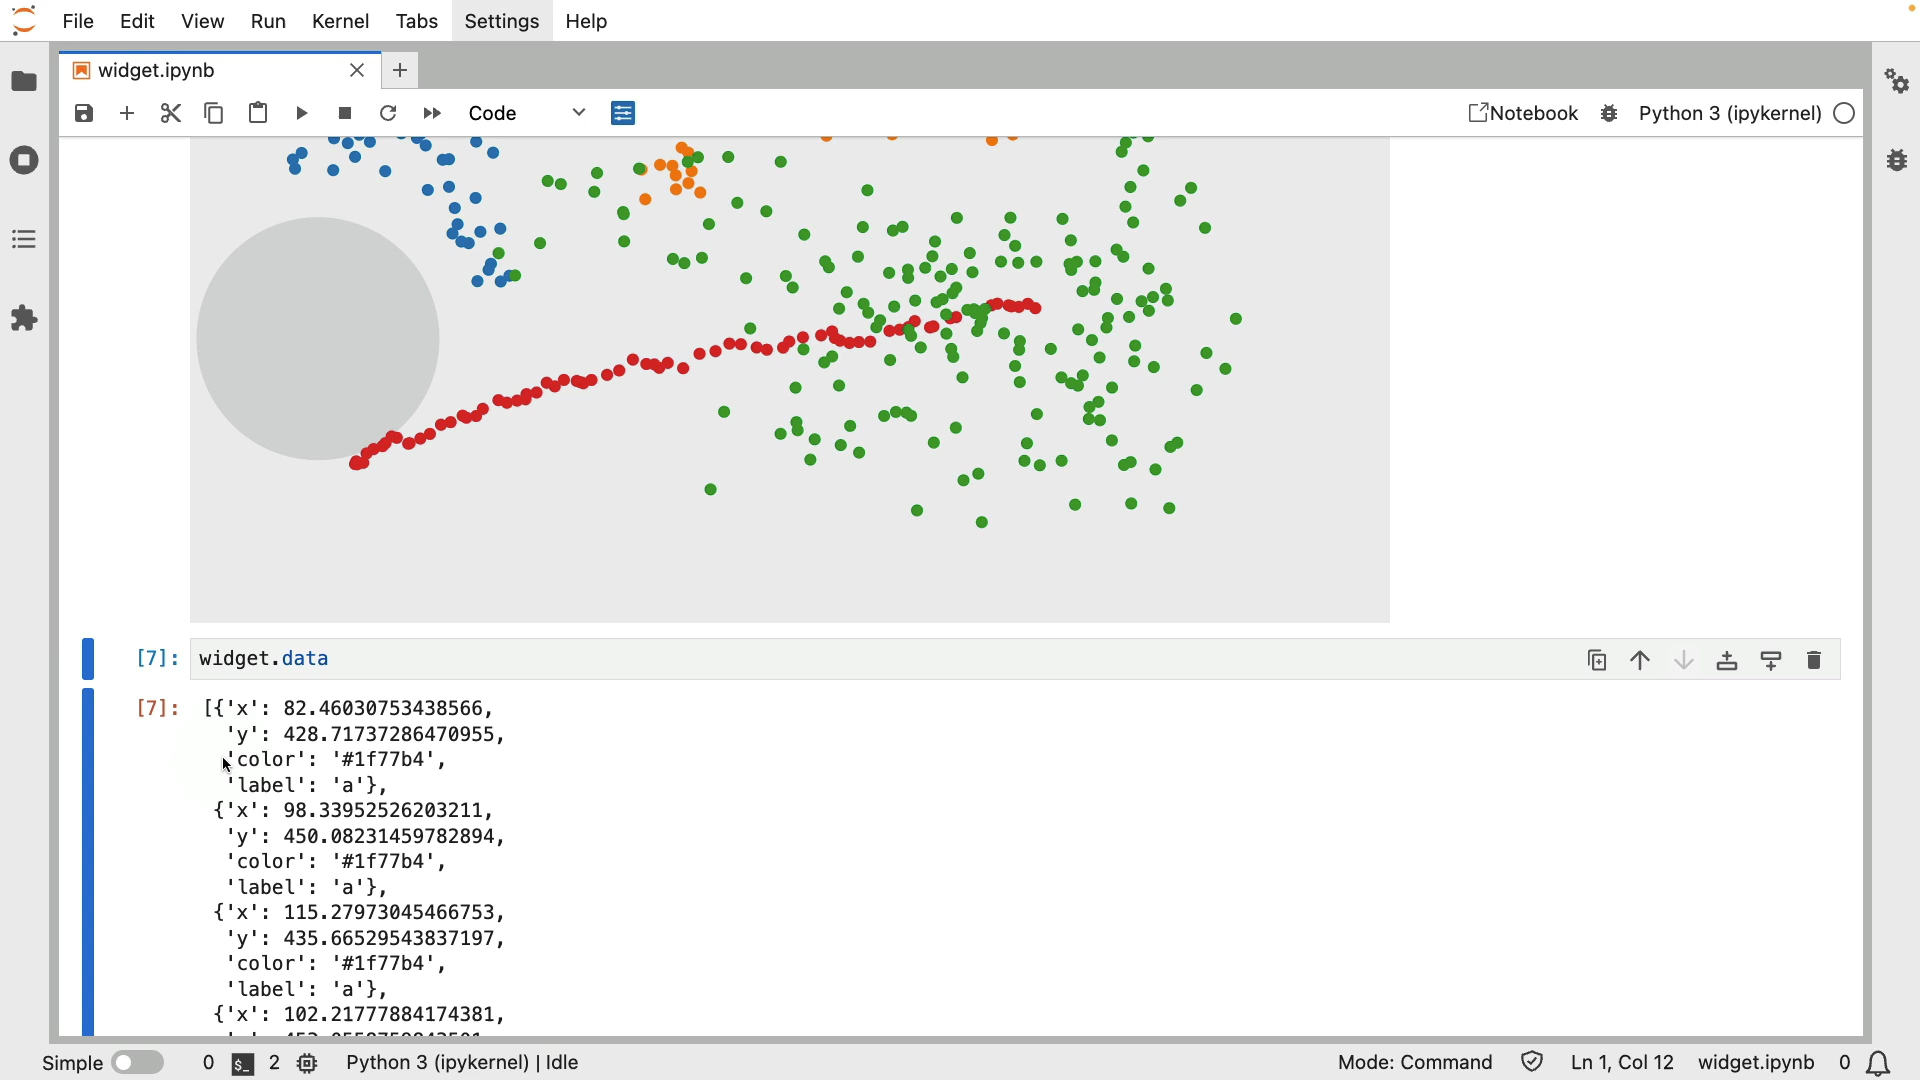 File Edit View Run Kernel Tabs Settings Help
widget.ipynb
Code
Notebook
Python 3 (ipykernel)
[7]: widget.data
[7]: [{'x': 82.46030753438566,
'y': 428.71737286470955,
'color': '#1f77b4',
'label': 'a'},
{'x': 98.33952526203211,
'y': 450.08231459782894,
'color': '#1f77b4',
'label': 'a'},
{'x': 115.27973045466753,
'y': 435.66529543837197,
'color': '#1f77b4',
'label': 'a'},
{'x': 102.21777884174381,
Simple 0 $_ 2 Python 3 (ipykernel) | Idle Mode: Command Ln 1, Col 12 widget.ipynb 0